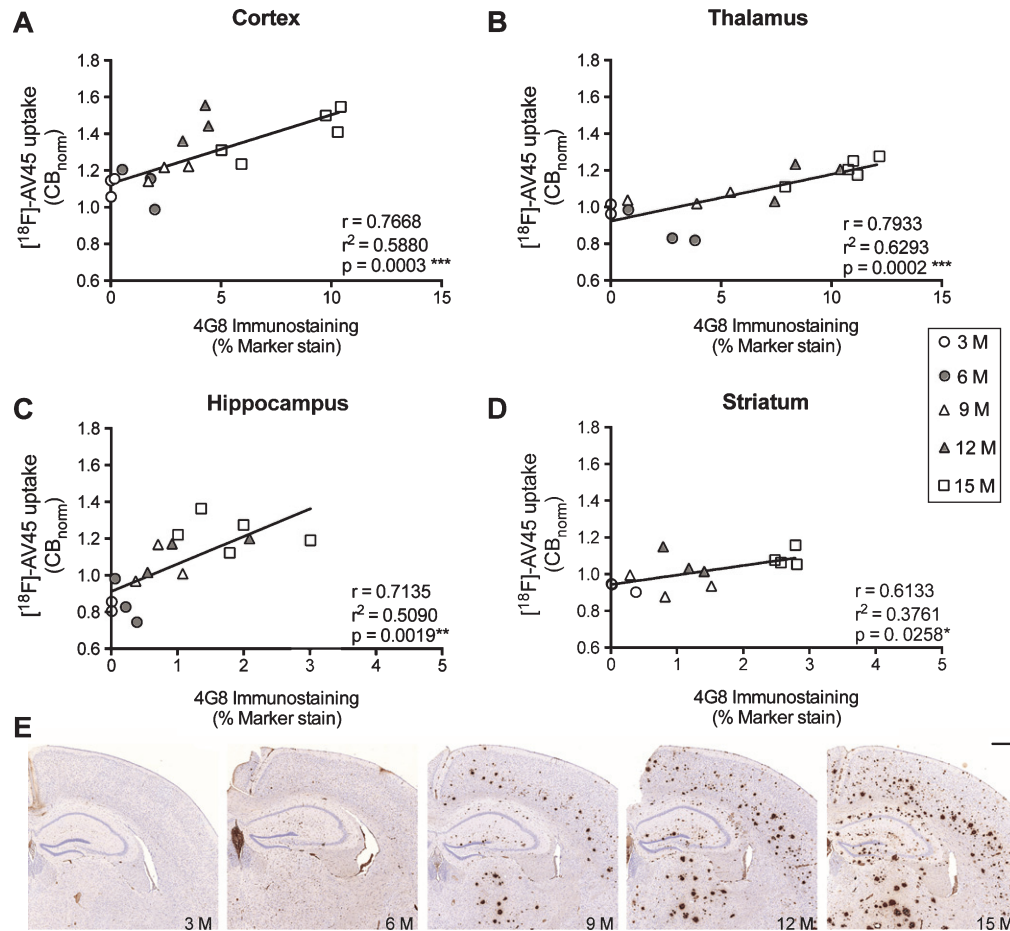 A
Cortex
1.8
1.6
1.4
1.2
1.0
0.8
0.6
[¹⁸F]-AV45 uptake
(CBnorm)
r = 0.7668
r² = 0.5880
p = 0.0003 ***
0 5 10 15
4G8 Immunostaining
(% Marker stain)
B
Thalamus
1.8
1.6
1.4
1.2
1.0
0.8
0.6
[¹⁸F]-AV45 uptake
(CBnorm)
r = 0.7933
r² = 0.6293
p = 0.0002 ***
0 5 10 15
4G8 Immunostaining
(% Marker stain)
3 M
6 M
9 M
12 M
15 M
C
Hippocampus
1.8
1.6
1.4
1.2
1.0
0.8
0.6
[¹⁸F]-AV45 uptake
(CBnorm)
r = 0.7135
r² = 0.5090
p = 0.0019**
0 1 2 3 4 5
4G8 Immunostaining
(% Marker stain)
D
Striatum
1.8
1.6
1.4
1.2
1.0
0.8
0.6
[¹⁸F]-AV45 uptake
(CBnorm)
r = 0.6133
r² = 0.3761
p = 0. 0258*
0 1 2 3 4 5
4G8 Immunostaining
(% Marker stain)
E
3 M
6 M
9 M
12 M
15 M